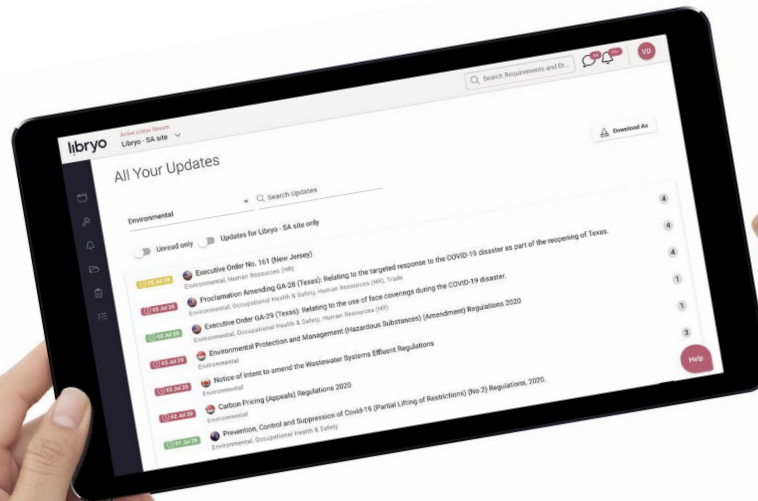 libryo
Active Libryo Stream
Libryo - SA site
Search Requirements and Dr...
VD
All Your Updates
Download As
Environmental
Search Updates
Unread only
Updates for Libryo - SA site only
Executive Order No. 161 (New Jersey)
Environmental, Human Resources (HR)
4
Proclamation Amending GA-28 (Texas): Relating to the targeted response to the COVID-19 disaster as part of the reopening of Texas.
Environmental, Occupational Health & Safety, Human Resources (HR), Trade
4
02 Jul 20
Executive Order GA-29 (Texas): Relating to the use of face coverings during the COVID-19 disaster.
Environmental, Occupational Health & Safety, Human Resources (HR)
4
Environmental Protection and Management (Hazardous Substances) (Amendment) Regulations 2020
Environmental
1
02 Jul 20
Notice of Intent to amend the Wastewater Systems Effluent Regulations
Environmental
1
02 Jul 20
Carbon Pricing (Appeals) Regulations 2020
Environmental
3
01 Jul 20
Prevention, Control and Suppression of Covid-19 (Partial Lifting of Restrictions) (No.2) Regulations, 2020.
Environmental, Occupational Health & Safety
Help